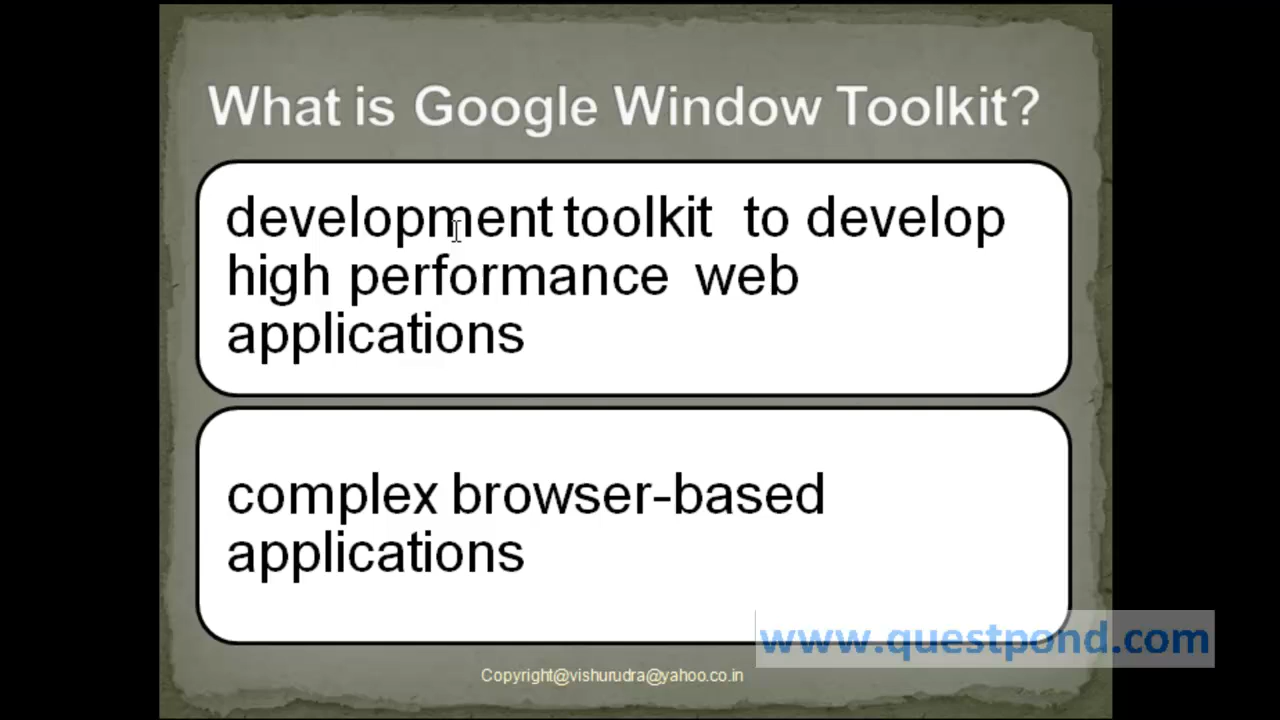 What is Google Window Toolkit?
development toolkit to develop
high performance web
applications
complex browser-based
applications
www.questpond.com
Copyright@vishurudra@yahoo.co.in